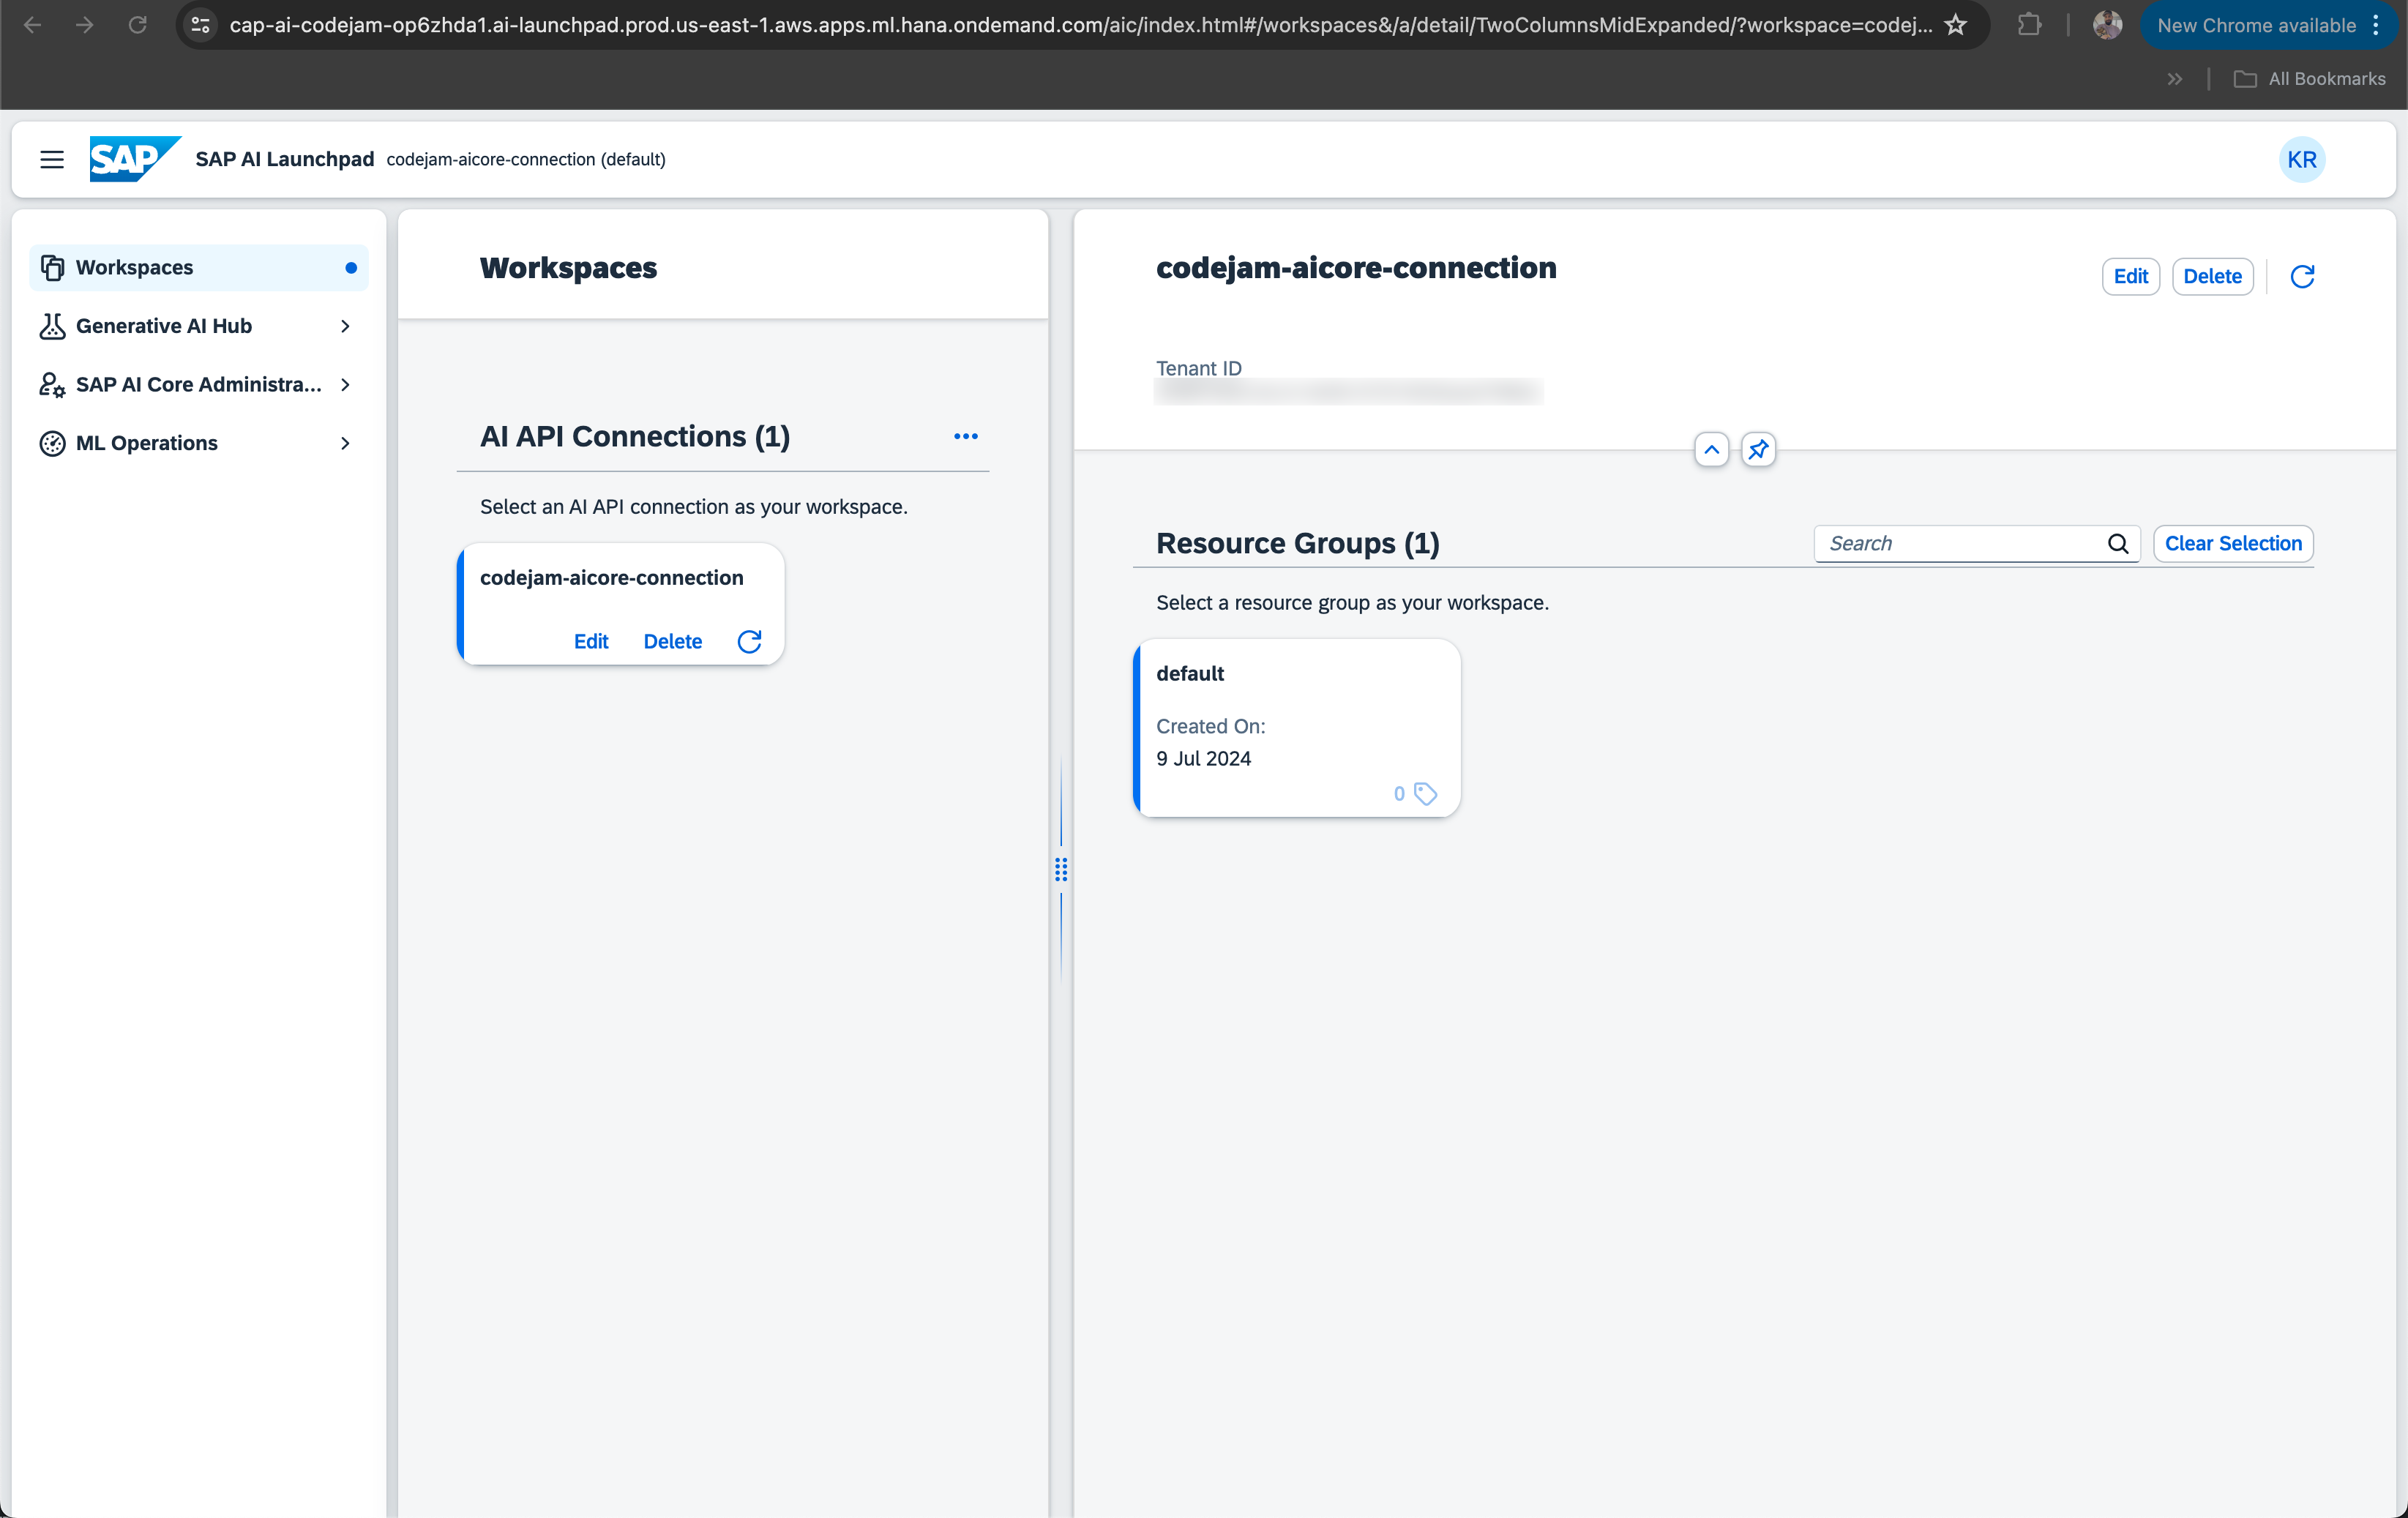 cap-ai-codejam-op6zhda1.ai-launchpad.prod.us-east-1.aws.apps.ml.hana.ondemand.com/aic/index.html#/workspaces&/a/detail/TwoColumnsMidExpanded/?workspace=codej...
New Chrome available
All Bookmarks
SAP
SAP AI Launchpad
codejam-aicore-connection (default)
KR
Workspaces
Generative AI Hub
SAP AI Core Administra...
ML Operations
Workspaces
AI API Connections (1)
Select an AI API connection as your workspace.
codejam-aicore-connection
Edit Delete
codejam-aicore-connection
Edit Delete
Tenant ID
Resource Groups (1)
Search
Clear Selection
Select a resource group as your workspace.
default
Created On:
9 Jul 2024
0